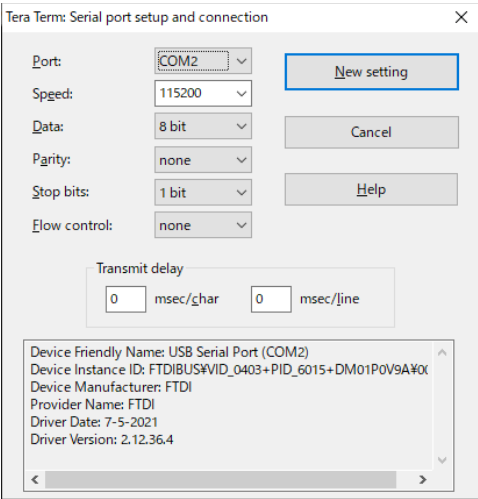 Tera Term: Serial port setup and connection
Port: COM2 New setting
Speed: 115200
Data: 8 bit Cancel
Parity: none
Stop bits: 1 bit Help
Flow control: none
Transmit delay
0 msec/char 0 msec/line
Device Friendly Name: USB Serial Port (COM2)
Device Instance ID: FTDIBUS¥VID_0403+PID_6015+DM01P0V9A¥00
Device Manufacturer: FTDI
Provider Name: FTDI
Driver Date: 7-5-2021
Driver Version: 2.12.36.4